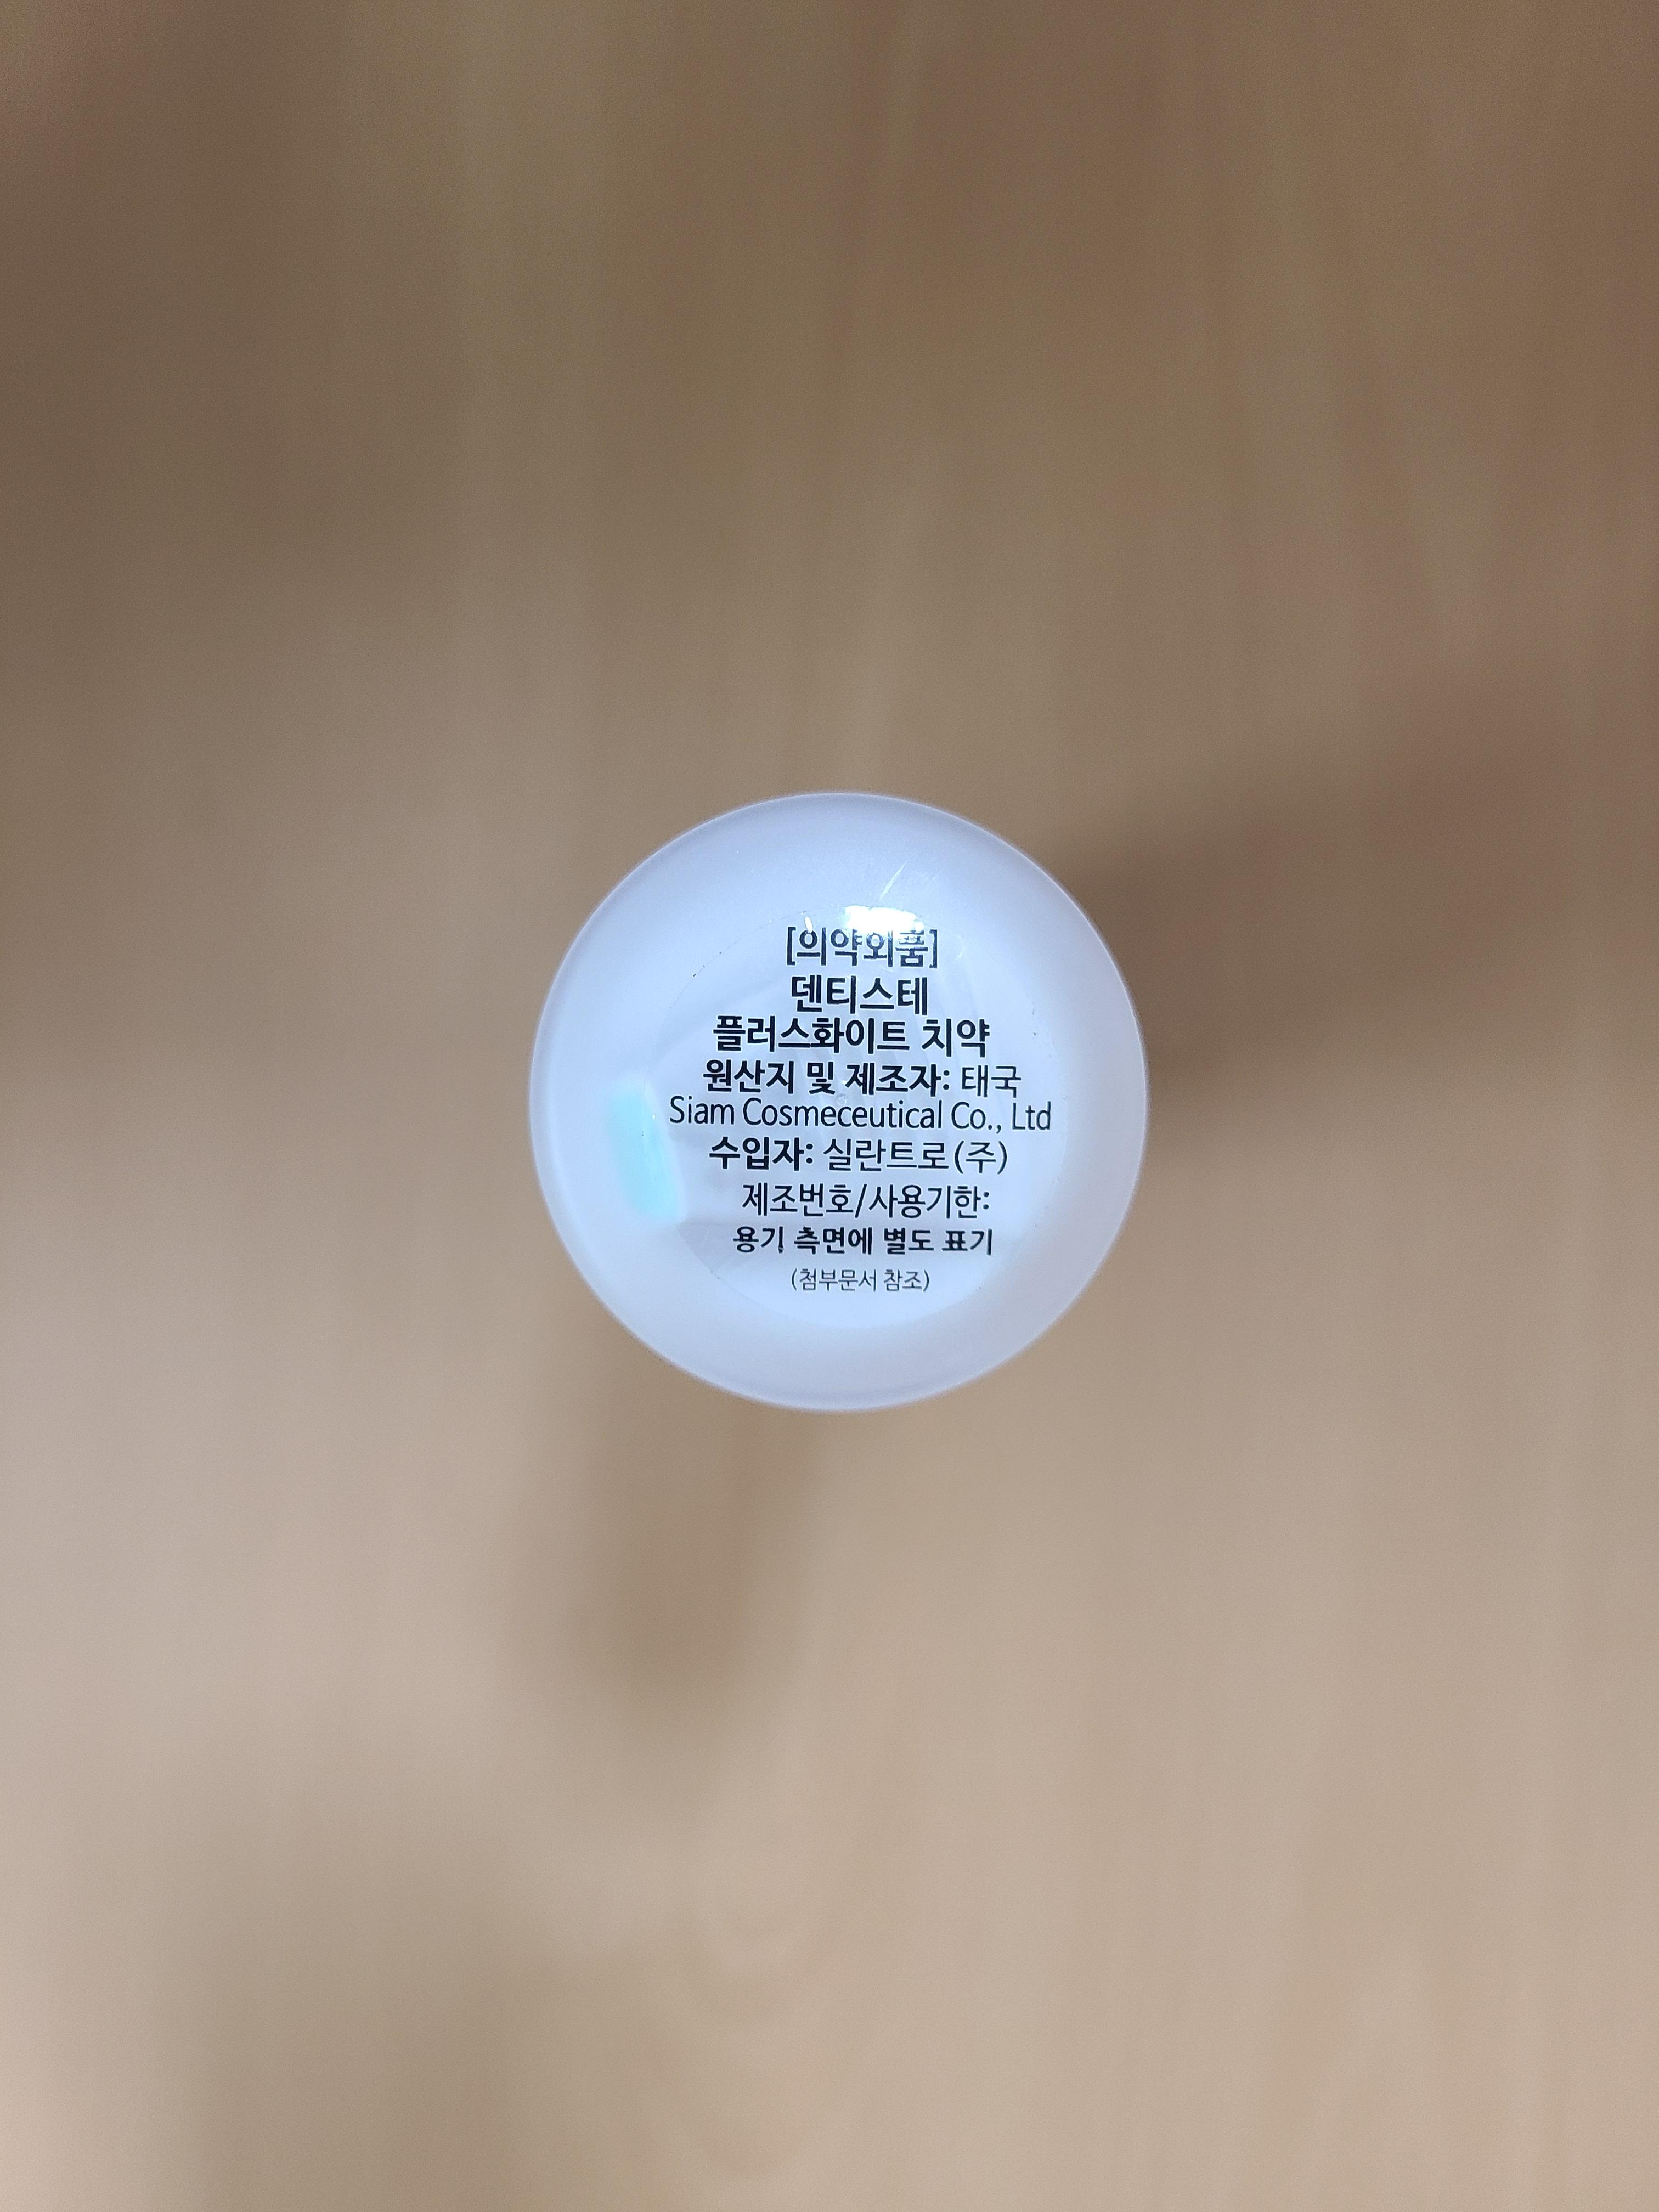 [의약외품]
덴티스테
플러스화이트 치약
원산지 및 제조자: 태국
Siam Cosmeceutical Co., Ltd
수입자: 실란트로(주)
제조번호/사용기한:
용기 측면에 별도 표기
(첨부문서 참조)